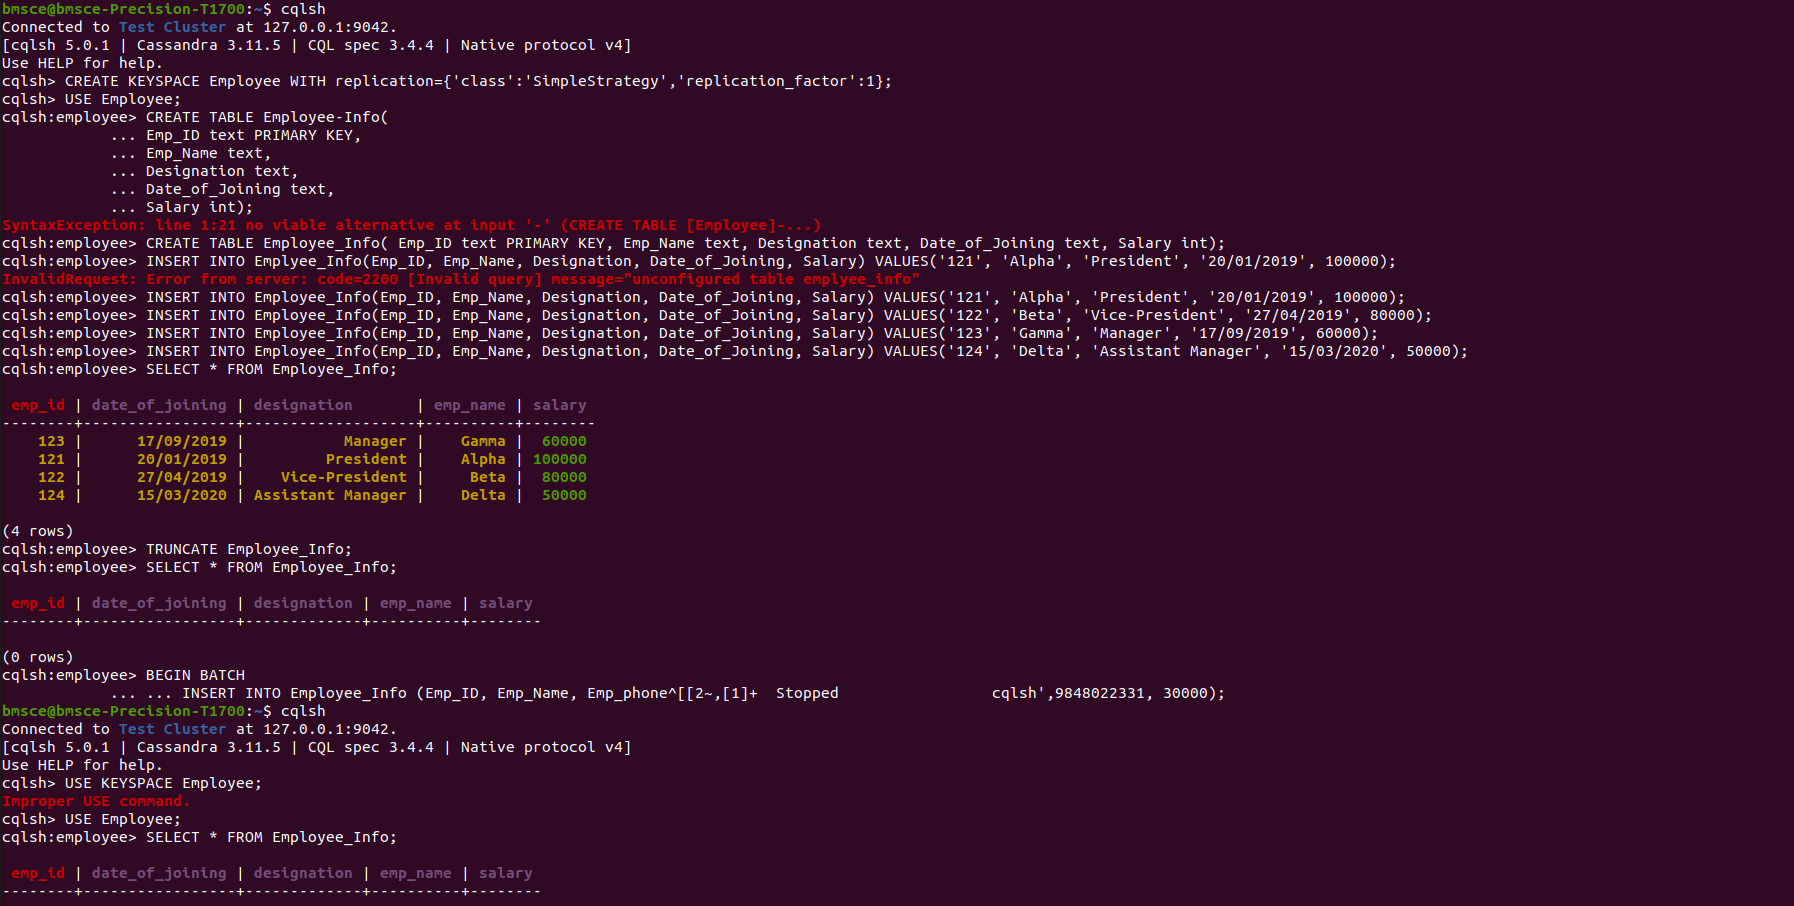 bmsce@bmsce-Precision-T1700:~$ cqlsh
Connected to Test Cluster at 127.0.0.1:9042.
[cqlsh 5.0.1 | Cassandra 3.11.5 | CQL spec 3.4.4 | Native protocol v4]
Use HELP for help.
cqlsh> CREATE KEYSPACE Employee WITH replication={'class':'SimpleStrategy','replication_factor':1};
cqlsh> USE Employee;
cqlsh:employee> CREATE TABLE Employee-Info(
            ... Emp_ID text PRIMARY KEY,
            ... Emp_Name text,
            ... Designation text,
            ... Date_of_Joining text,
            ... Salary int);
SyntaxException: line 1:21 no viable alternative at input '-' (CREATE TABLE [Employee]-...)
cqlsh:employee> CREATE TABLE Employee_Info( Emp_ID text PRIMARY KEY, Emp_Name text, Designation text, Date_of_Joining text, Salary int);
cqlsh:employee> INSERT INTO Emplyee_Info(Emp_ID, Emp_Name, Designation, Date_of_Joining, Salary) VALUES('121', 'Alpha', 'President', '20/01/2019', 100000);
InvalidRequest: Error from server: code=2200 [Invalid query] message="unconfigured table emplyee_info"
cqlsh:employee> INSERT INTO Employee_Info(Emp_ID, Emp_Name, Designation, Date_of_Joining, Salary) VALUES('121', 'Alpha', 'President', '20/01/2019', 100000);
cqlsh:employee> INSERT INTO Employee_Info(Emp_ID, Emp_Name, Designation, Date_of_Joining, Salary) VALUES('122', 'Beta', 'Vice-President', '27/04/2019', 80000);
cqlsh:employee> INSERT INTO Employee_Info(Emp_ID, Emp_Name, Designation, Date_of_Joining, Salary) VALUES('123', 'Gamma', 'Manager', '17/09/2019', 60000);
cqlsh:employee> INSERT INTO Employee_Info(Emp_ID, Emp_Name, Designation, Date_of_Joining, Salary) VALUES('124', 'Delta', 'Assistant Manager', '15/03/2020', 50000);
cqlsh:employee> SELECT * FROM Employee_Info;
 emp_id | date_of_joining | designation       | emp_name | salary
--------+-----------------+-------------------+----------+--------
    123 |      17/09/2019 |           Manager |    Gamma |  60000
    121 |      20/01/2019 |         President |    Alpha | 100000
    122 |      27/04/2019 |    Vice-President |     Beta |  80000
    124 |      15/03/2020 | Assistant Manager |    Delta |  50000
(4 rows)
cqlsh:employee> TRUNCATE Employee_Info;
cqlsh:employee> SELECT * FROM Employee_Info;
 emp_id | date_of_joining | designation | emp_name | salary
--------+-----------------+-------------+----------+--------
(0 rows)
cqlsh:employee> BEGIN BATCH
            ... ... INSERT INTO Employee_Info (Emp_ID, Emp_Name, Emp_phone^[[2~,[1]+  Stopped                 cqlsh',9848022331, 30000);
bmsce@bmsce-Precision-T1700:~$ cqlsh
Connected to Test Cluster at 127.0.0.1:9042.
[cqlsh 5.0.1 | Cassandra 3.11.5 | CQL spec 3.4.4 | Native protocol v4]
Use HELP for help.
cqlsh> USE KEYSPACE Employee;
Improper USE command.
cqlsh> USE Employee;
cqlsh:employee> SELECT * FROM Employee_Info;
 emp_id | date_of_joining | designation | emp_name | salary
--------+-----------------+-------------+----------+--------